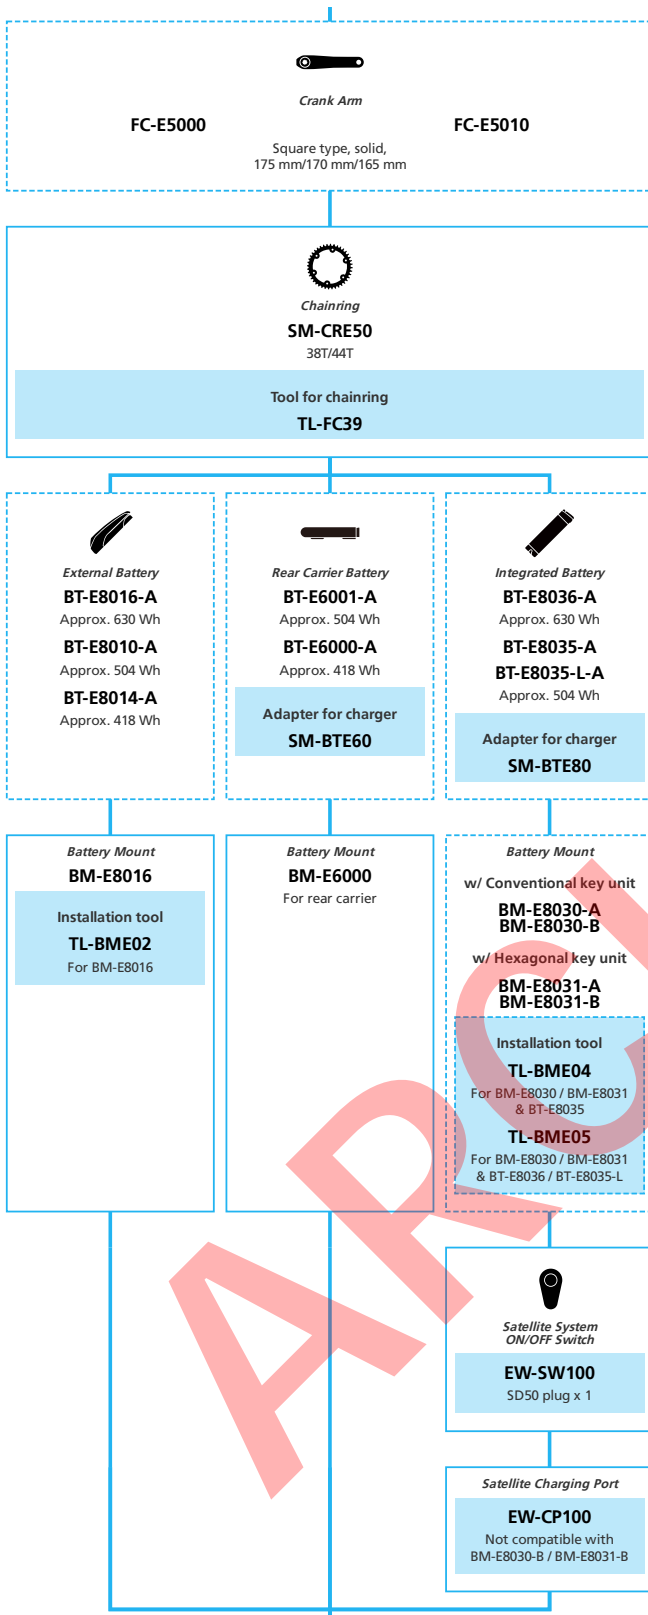 Crank Arm
FC-E5000
FC-E5010
Square type, solid,
175 mm/170 mm/165 mm
Chainring
SM-CRE50
38T/44T
Tool for chainring
TL-FC39
External Battery
BT-E8016-A
Approx. 630 Wh
BT-E8010-A
Approx. 504 Wh
BT-E8014-A
Approx. 418 Wh
Rear Carrier Battery
BT-E6001-A
Approx. 504 Wh
BT-E6000-A
Approx. 418 Wh
Adapter for charger
SM-BTE60
Integrated Battery
BT-E8036-A
Approx. 630 Wh
BT-E8035-A
BT-E8035-L-A
Approx. 504 Wh
Adapter for charger
SM-BTE80
Battery Mount
BM-E8016
Installation tool
TL-BME02
For BM-E8016
Battery Mount
BM-E6000
For rear carrier
Battery Mount
w/ Conventional key unit
BM-E8030-A
BM-E8030-B
w/ Hexagonal key unit
BM-E8031-A
BM-E8031-B
Installation tool
TL-BME04
For BM-E8030 / BM-E8031
& BT-E8035
TL-BME05
For BM-E8030 / BM-E8031
& BT-E8036 / BT-E8035-L
Satellite System
ON/OFF Switch
EW-SW100
SD50 plug x 1
Satellite Charging Port
EW-CP100
Not compatible with
BM-E8030-B / BM-E8031-B